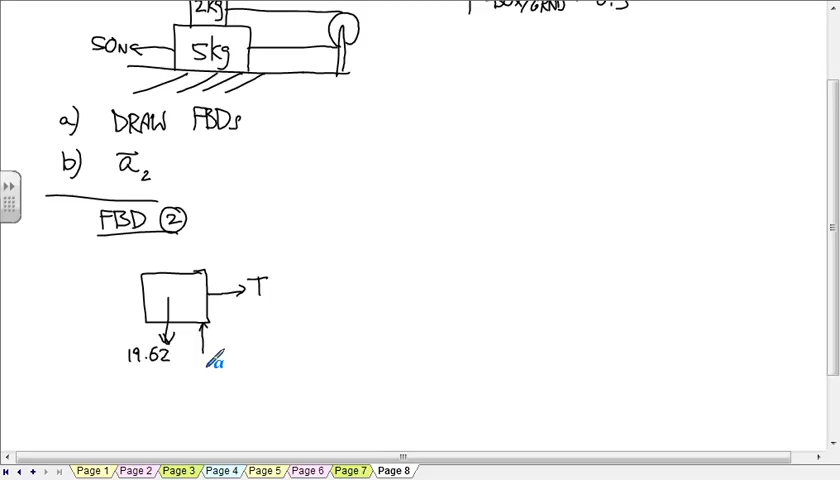 2kg
50N
5kg
a) DRAW FBDs
b) a₂
FBD ②
T
19.62
a
Page 1 Page 2 Page 3 Page 4 Page 5 Page 6 Page 7 Page 8